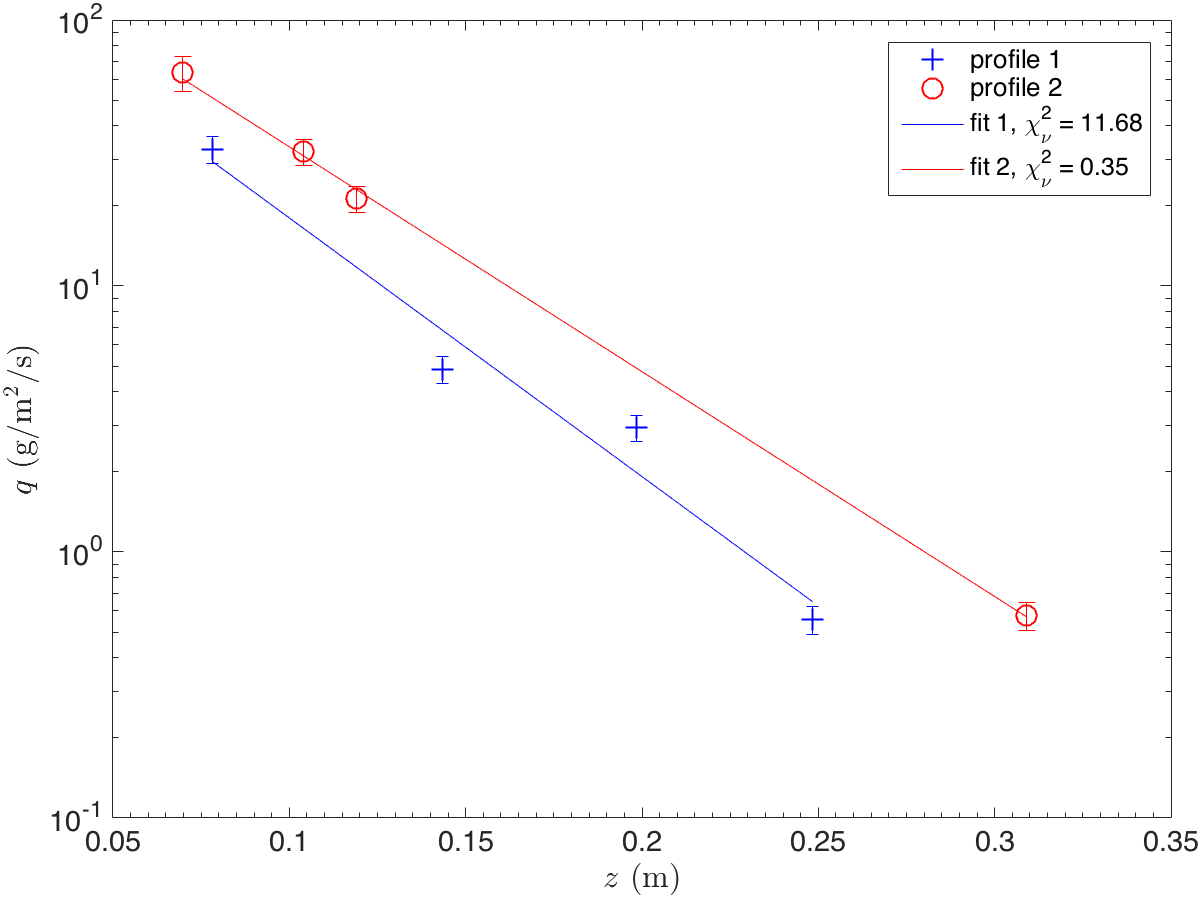 10^2
10^1
10^0
10^-1
q (g/m^2/s)
profile 1
profile 2
fit 1, χ_ν^2 = 11.68
fit 2, χ_ν^2 = 0.35
0.05 0.1 0.15 0.2 0.25 0.3 0.35
z (m)